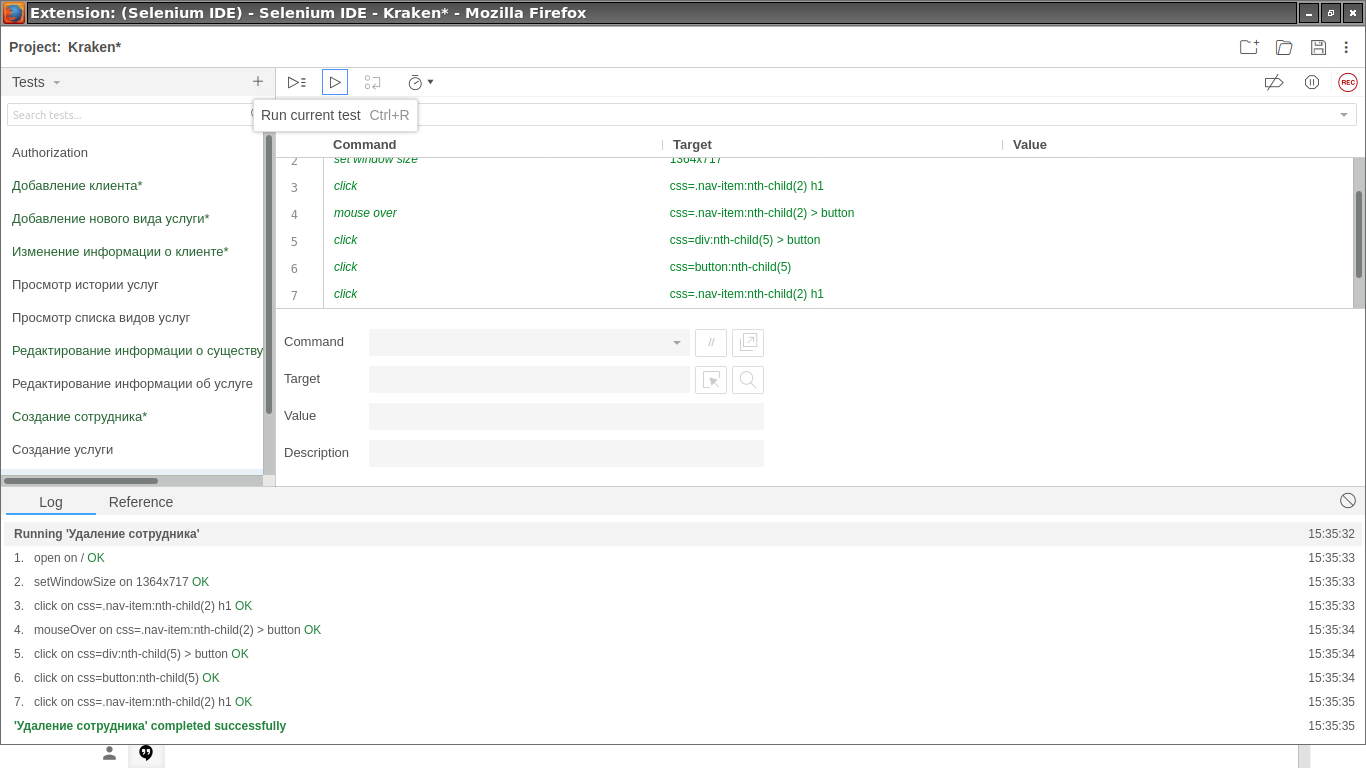 Extension: (Selenium IDE) - Selenium IDE - Kraken* - Mozilla Firefox
Project: Kraken*
Tests
REC
Run current test Ctrl+R
Search tests...
Command Target Value
Authorization
Добавление клиента*
Добавление нового вида услуги*
Изменение информации о клиенте*
Просмотр истории услуг
Просмотр списка видов услуг
Редактирование информации о существу
Редактирование информации об услуге
Создание сотрудника*
Создание услуги
2 set window size 1364x717
3 click css=.nav-item:nth-child(2) h1
4 mouse over css=.nav-item:nth-child(2) > button
5 click css=div:nth-child(5) > button
6 click css=button:nth-child(5)
7 click css=.nav-item:nth-child(2) h1
Command //
Target
Value
Description
Log Reference
Running 'Удаление сотрудника' 15:35:32
1. open on / OK 15:35:33
2. setWindowSize on 1364x717 OK 15:35:33
3. click on css=.nav-item:nth-child(2) h1 OK 15:35:33
4. mouseOver on css=.nav-item:nth-child(2) > button OK 15:35:34
5. click on css=div:nth-child(5) > button OK 15:35:34
6. click on css=button:nth-child(5) OK 15:35:34
7. click on css=.nav-item:nth-child(2) h1 OK 15:35:35
'Удаление сотрудника' completed successfully 15:35:35